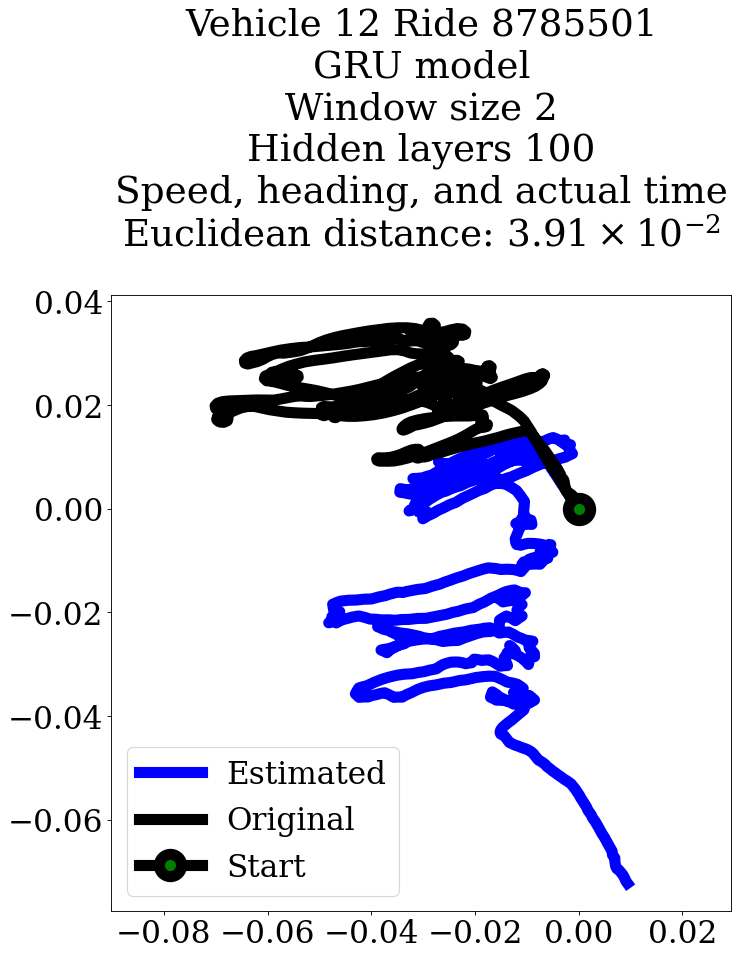 Vehicle 12 Ride 8785501
GRU model
Window size 2
Hidden layers 100
Speed, heading, and actual time
Euclidean distance: 3.91 × 10⁻²
0.04
0.02
0.00
−0.02
−0.04
−0.06
Estimated
Original
Start
−0.08 −0.06 −0.04 −0.02 0.00 0.02